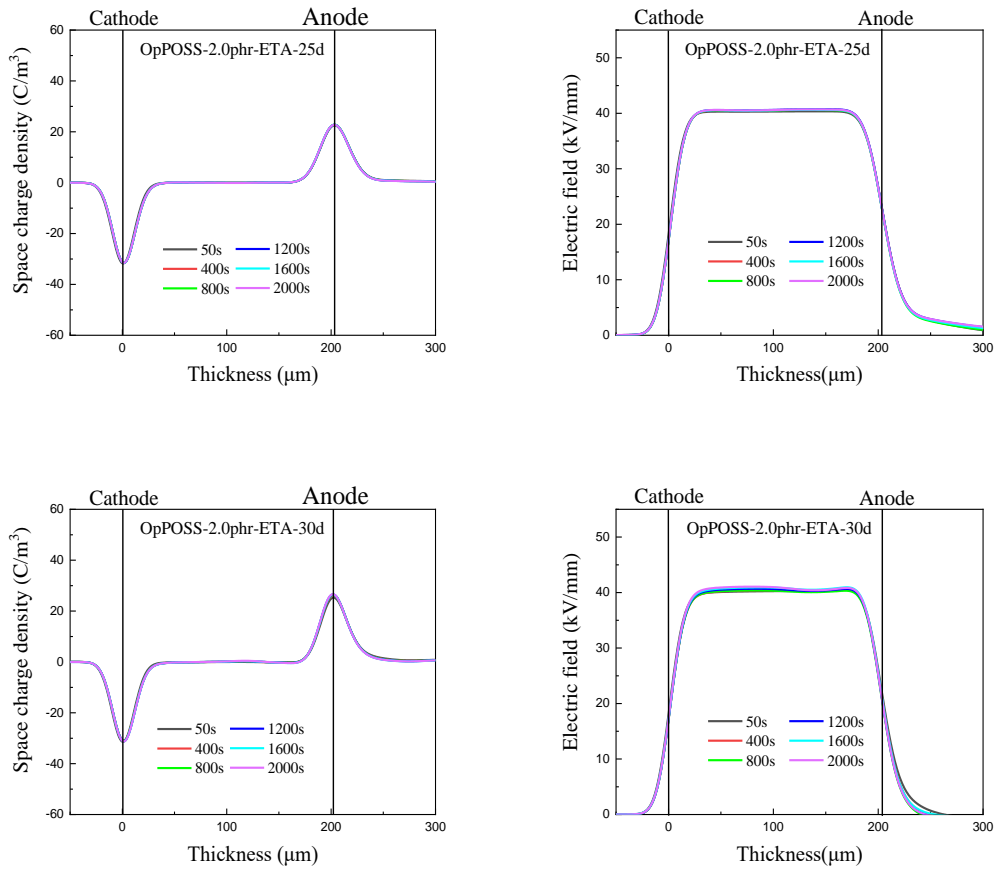 Cathode
Anode
OpPOSS-2.0phr-ETA-25d
Space charge density (C/m³)
60
40
20
0
-20
-40
-60
50s
1200s
400s
1600s
800s
2000s
0
100
200
300
Thickness (μm)
Cathode
Anode
OpPOSS-2.0phr-ETA-25d
Electric field (kV/mm)
50
40
30
20
10
0
50s
1200s
400s
1600s
800s
2000s
0
100
200
300
Thickness(μm)
Cathode
Anode
OpPOSS-2.0phr-ETA-30d
Space charge density (C/m³)
60
40
20
0
-20
-40
-60
50s
1200s
400s
1600s
800s
2000s
0
100
200
300
Thickness (μm)
Cathode
Anode
OpPOSS-2.0phr-ETA-30d
Electric field (kV/mm)
50
40
30
20
10
0
50s
1200s
400s
1600s
800s
2000s
0
100
200
300
Thickness(μm)